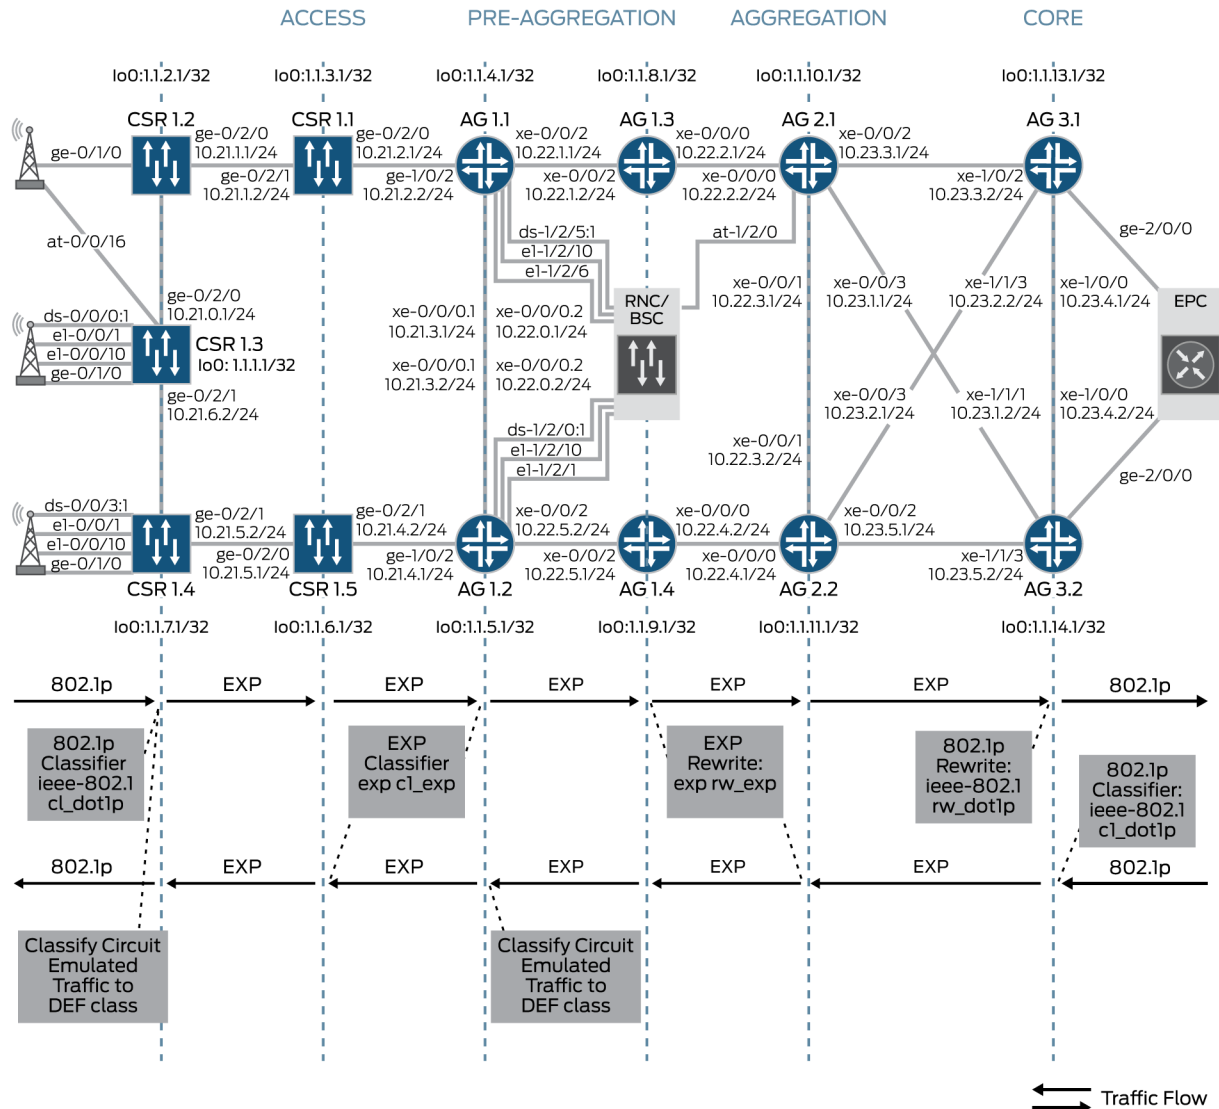 ACCESS
PRE-AGGREGATION
AGGREGATION
CORE
lo0:1.1.2.1/32
lo0:1.1.3.1/32
lo0:1.1.4.1/32
lo0:1.1.8.1/32
lo0:1.1.10.1/32
lo0:1.1.13.1/32
CSR 1.2
CSR 1.1
AG 1.1
AG 1.3
AG 2.1
AG 3.1
ge-0/1/0
ge-0/2/0
10.21.1.1/24
ge-0/2/1
10.21.1.2/24
ge-0/2/0
10.21.2.1/24
ge-1/0/2
10.21.2.2/24
xe-0/0/2
10.22.1.1/24
xe-0/0/2
10.22.1.2/24
xe-0/0/0
10.22.2.1/24
xe-0/0/0
10.22.2.2/24
xe-0/0/2
10.23.3.1/24
xe-1/0/2
10.23.3.2/24
at-0/0/16
ds-1/2/5:1
e1-1/2/10
e1-1/2/6
at-1/2/0
ge-2/0/0
ge-0/2/0
10.21.0.1/24
ds-0/0/0:1
e1-0/0/1
e1-0/0/10
ge-0/1/0
CSR 1.3
lo0: 1.1.1.1/32
ge-0/2/1
10.21.6.2/24
xe-0/0/0.1
10.21.3.1/24
xe-0/0/0.2
10.22.0.1/24
xe-0/0/0.1
10.21.3.2/24
xe-0/0/0.2
10.22.0.2/24
RNC/
BSC
xe-0/0/1
10.22.3.1/24
xe-0/0/3
10.23.1.1/24
xe-1/1/3
10.23.2.2/24
xe-1/0/0
10.23.4.1/24
EPC
xe-0/0/3
10.23.2.1/24
xe-1/1/1
10.23.1.2/24
xe-1/0/0
10.23.4.2/24
xe-0/0/1
10.22.3.2/24
ds-1/2/0:1
e1-1/2/10
e1-1/2/1
ge-2/0/0
ds-0/0/3:1
e1-0/0/1
e1-0/0/10
ge-0/1/0
ge-0/2/1
10.21.5.2/24
ge-0/2/0
10.21.5.1/24
ge-0/2/1
10.21.4.2/24
ge-1/0/2
10.21.4.1/24
xe-0/0/2
10.22.5.2/24
xe-0/0/2
10.22.5.1/24
xe-0/0/0
10.22.4.2/24
xe-0/0/0
10.22.4.1/24
xe-0/0/2
10.23.5.1/24
xe-1/1/3
10.23.5.2/24
CSR 1.4
CSR 1.5
AG 1.2
AG 1.4
AG 2.2
AG 3.2
lo0:1.1.7.1/32
lo0:1.1.6.1/32
lo0:1.1.5.1/32
lo0:1.1.9.1/32
lo0:1.1.11.1/32
lo0:1.1.14.1/32
802.1p
EXP
EXP
EXP
EXP
EXP
802.1p
802.1p
Classifier
ieee-802.1
cl_dot1p
EXP
Classifier
exp c1_exp
EXP
Rewrite:
exp rw_exp
802.1p
Rewrite:
ieee-802.1
rw_dot1p
802.1p
Classifier:
ieee-802.1
c1_dot1p
802.1p
EXP
EXP
EXP
EXP
EXP
802.1p
Classify Circuit
Emulated
Traffic to
DEF class
Classify Circuit
Emulated
Traffic to
DEF class
Traffic Flow